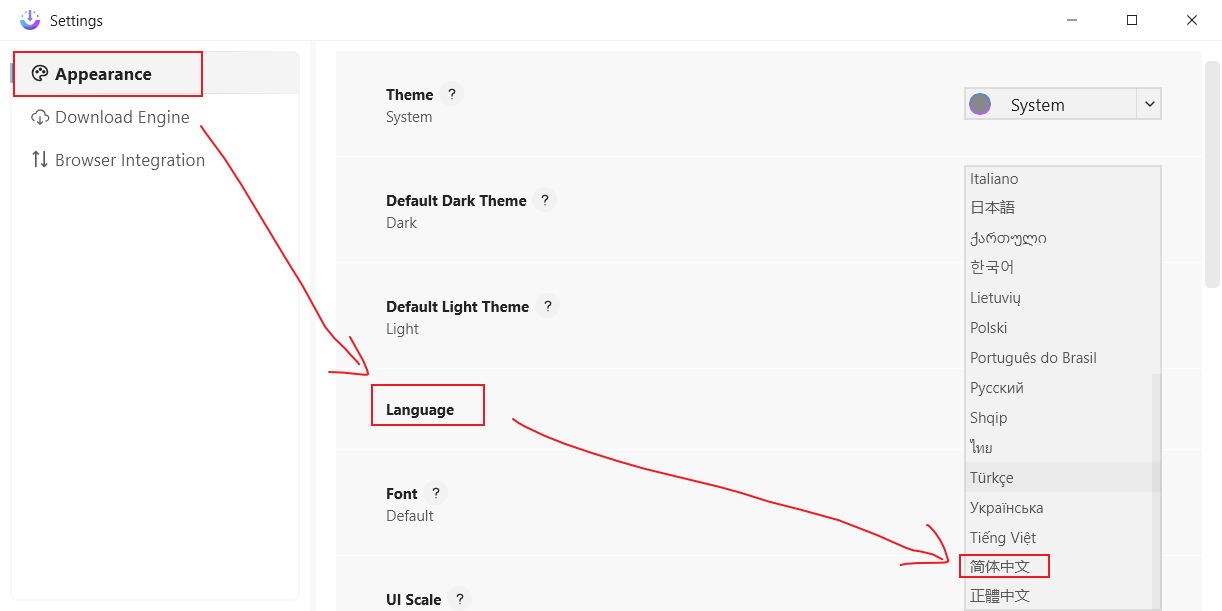 Settings
Appearance
Download Engine
Browser Integration
Theme ?
System
System
Default Dark Theme ?
Dark
Default Light Theme ?
Light
Language
Font ?
Default
UI Scale ?
Italiano
日本語
ქართული
한국어
Lietuvių
Polski
Português do Brasil
Русский
Shqip
ไทย
Türkçe
Українська
Tiếng Việt
简体中文
正體中文